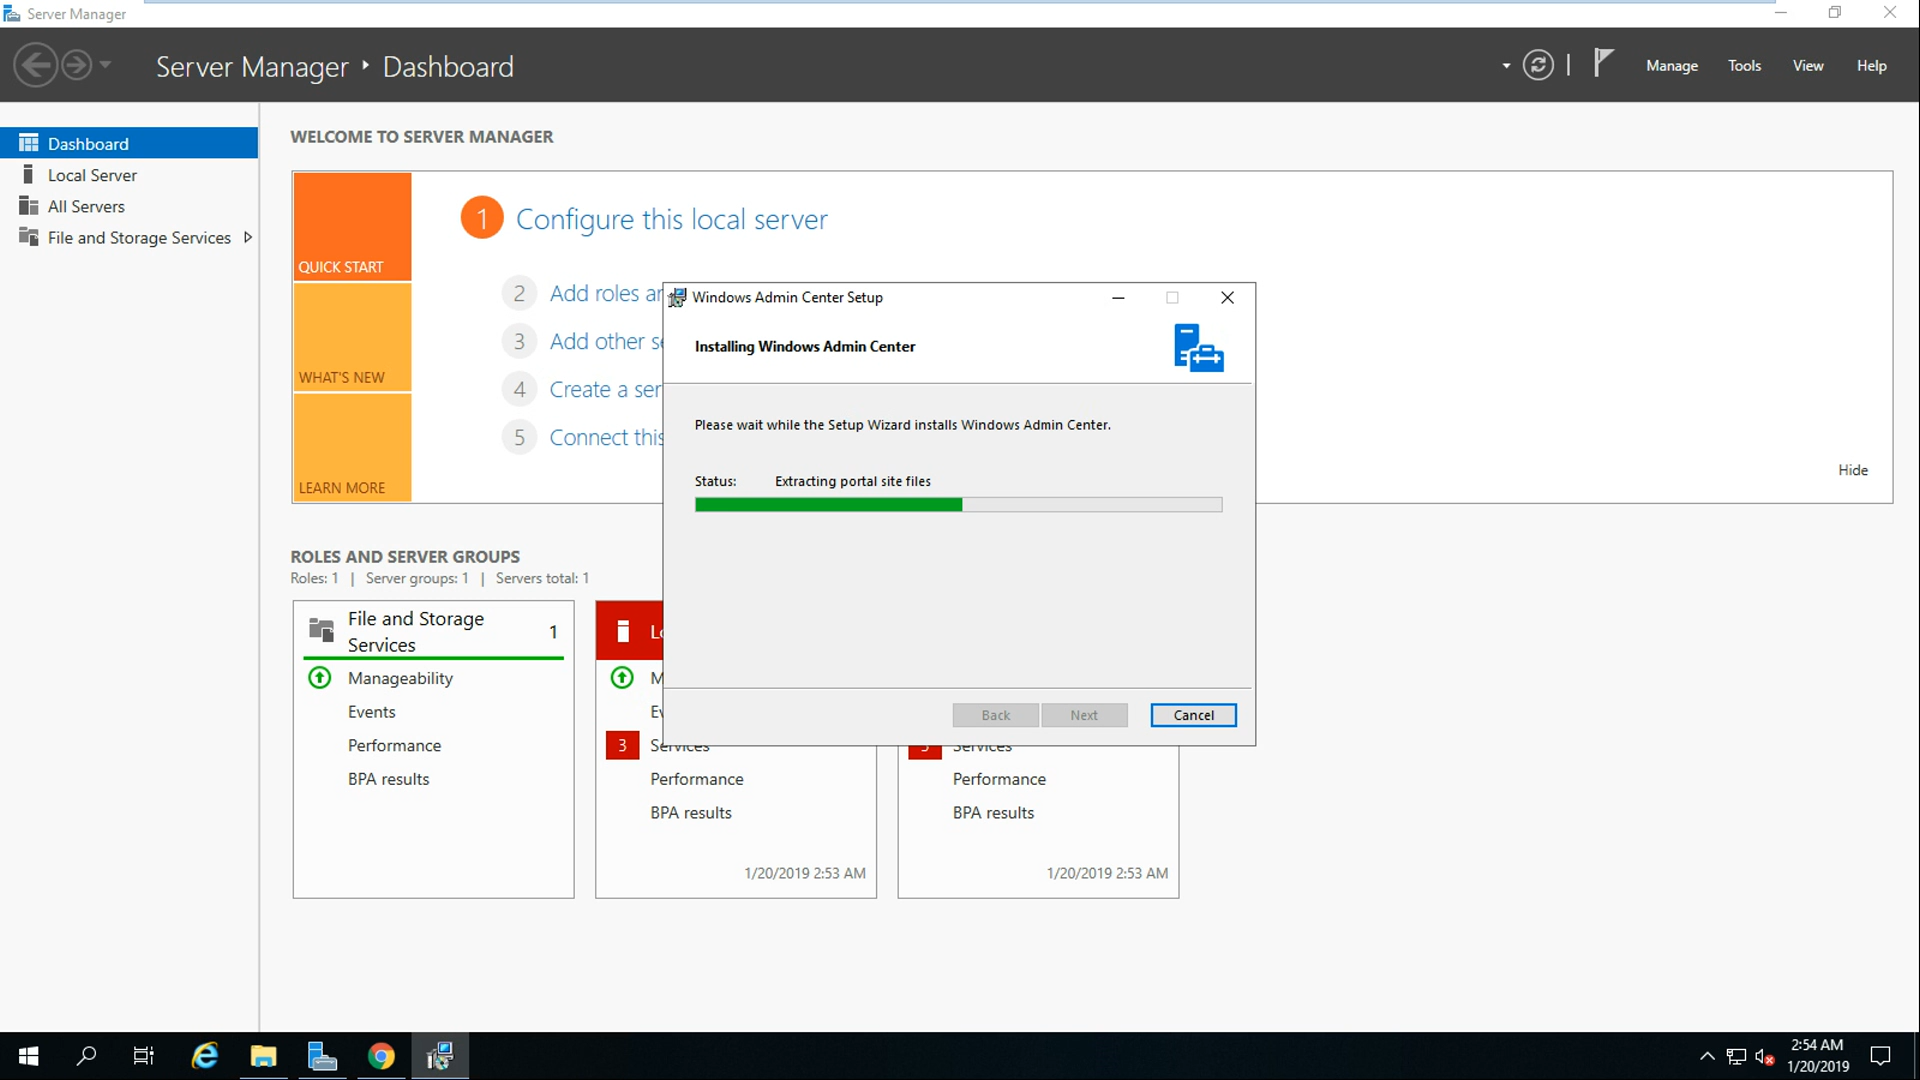 Server Manager
Server Manager ‣ Dashboard
Manage Tools View Help
Dashboard
Local Server
All Servers
File and Storage Services
WELCOME TO SERVER MANAGER
QUICK START
WHAT'S NEW
LEARN MORE
1 Configure this local server
2 Add roles
3 Add other
4 Create a
5 Connect this
Hide
Windows Admin Center Setup
Installing Windows Admin Center
Please wait while the Setup Wizard installs Windows Admin Center.
Status: Extracting portal site files
Back Next Cancel
ROLES AND SERVER GROUPS
Roles: 1 | Server groups: 1 | Servers total: 1
File and Storage Services 1
Manageability
Events
Performance
BPA results
3 Services
Performance
BPA results
1/20/2019 2:53 AM
Services
Performance
BPA results
1/20/2019 2:53 AM
2:54 AM
1/20/2019